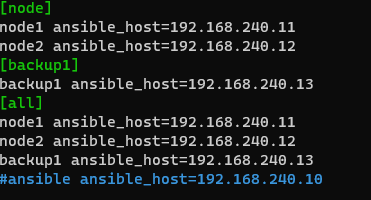 [node]
node1 ansible_host=192.168.240.11
node2 ansible_host=192.168.240.12
[backup1]
backup1 ansible_host=192.168.240.13
[all]
node1 ansible_host=192.168.240.11
node2 ansible_host=192.168.240.12
backup1 ansible_host=192.168.240.13
#ansible ansible_host=192.168.240.10